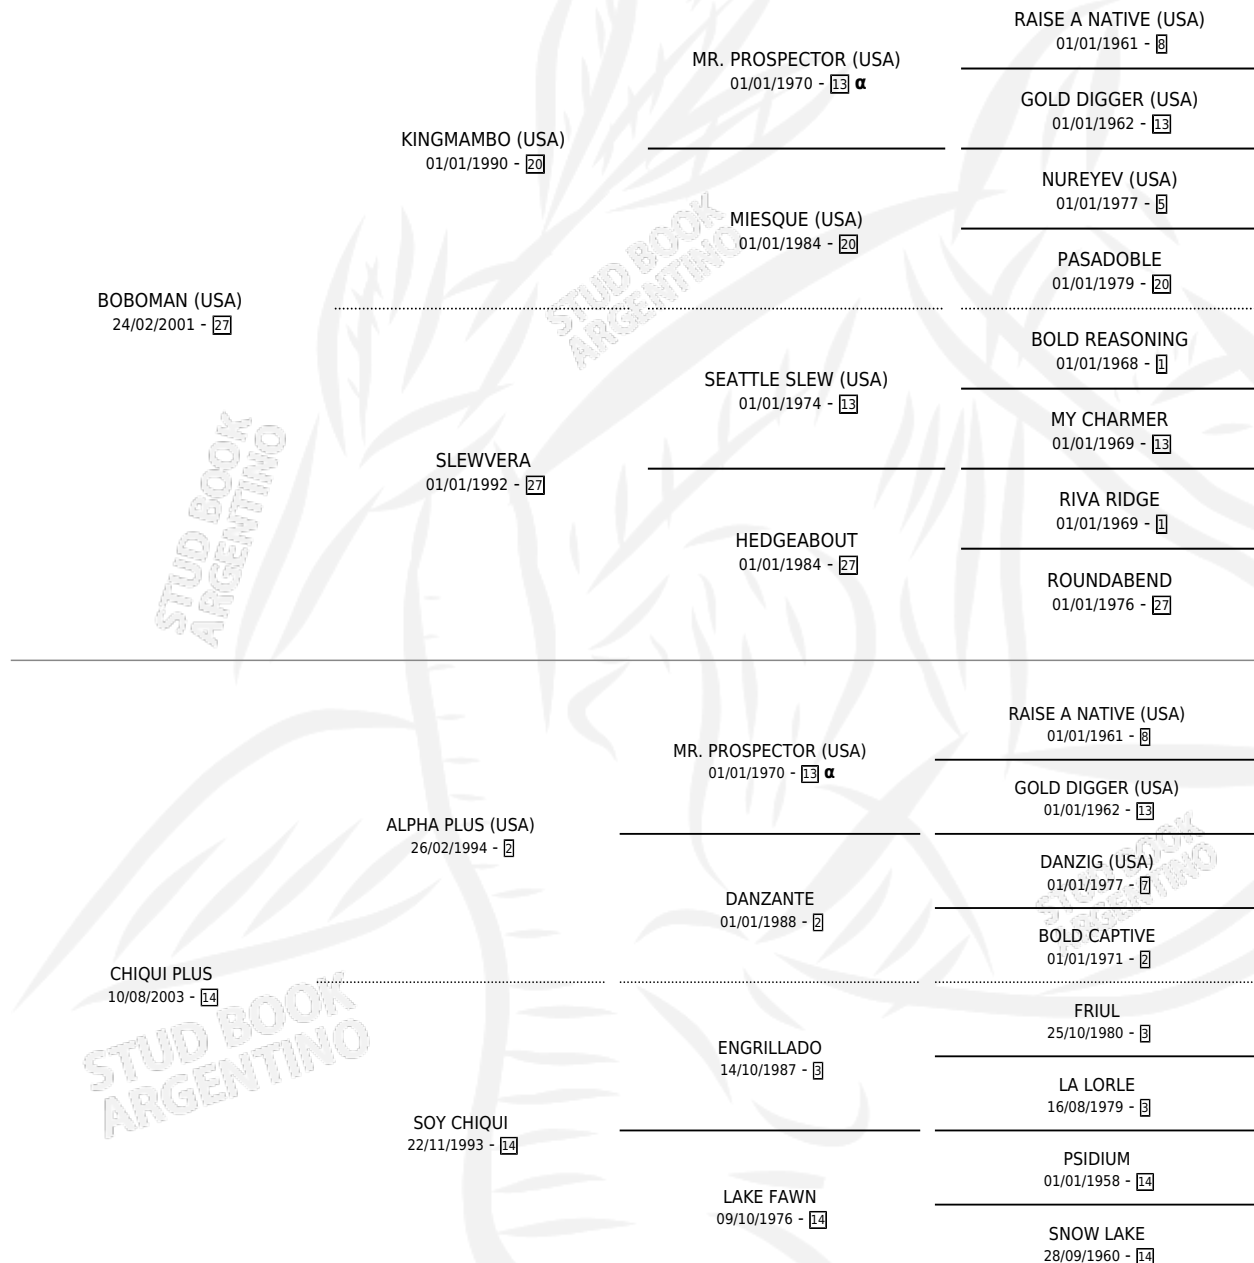 RAISE A NATIVE (USA)
01/01/1961 - 8
MR. PROSPECTOR (USA)
01/01/1970 - 13 α
GOLD DIGGER (USA)
01/01/1962 - 13
KINGMAMBO (USA)
01/01/1990 - 20
NUREYEV (USA)
01/01/1977 - 5
MIESQUE (USA)
01/01/1984 - 20
PASADOBLE
01/01/1979 - 20
BOBOMAN (USA)
24/02/2001 - 27
BOLD REASONING
01/01/1968 - 1
SEATTLE SLEW (USA)
01/01/1974 - 13
MY CHARMER
01/01/1969 - 13
SLEWVERA
01/01/1992 - 27
RIVA RIDGE
01/01/1969 - 1
HEDGEABOUT
01/01/1984 - 27
ROUNDABEND
01/01/1976 - 27
STUD BOOK
ARGENTINO
STUD BOOK
ARGENTINO
RAISE A NATIVE (USA)
01/01/1961 - 8
MR. PROSPECTOR (USA)
01/01/1970 - 13 α
GOLD DIGGER (USA)
01/01/1962 - 13
ALPHA PLUS (USA)
26/02/1994 - 2
DANZIG (USA)
01/01/1977 - 7
DANZANTE
01/01/1988 - 2
BOLD CAPTIVE
01/01/1971 - 2
CHIQUI PLUS
10/08/2003 - 14
FRIUL
25/10/1980 - 3
ENGRILLADO
14/10/1987 - 3
LA LORLE
16/08/1979 - 3
SOY CHIQUI
22/11/1993 - 14
PSIDIUM
01/01/1958 - 14
LAKE FAWN
09/10/1976 - 14
SNOW LAKE
28/09/1960 - 14
STUD BOOK
ARGENTINO
STUD BOOK
ARGENTINO